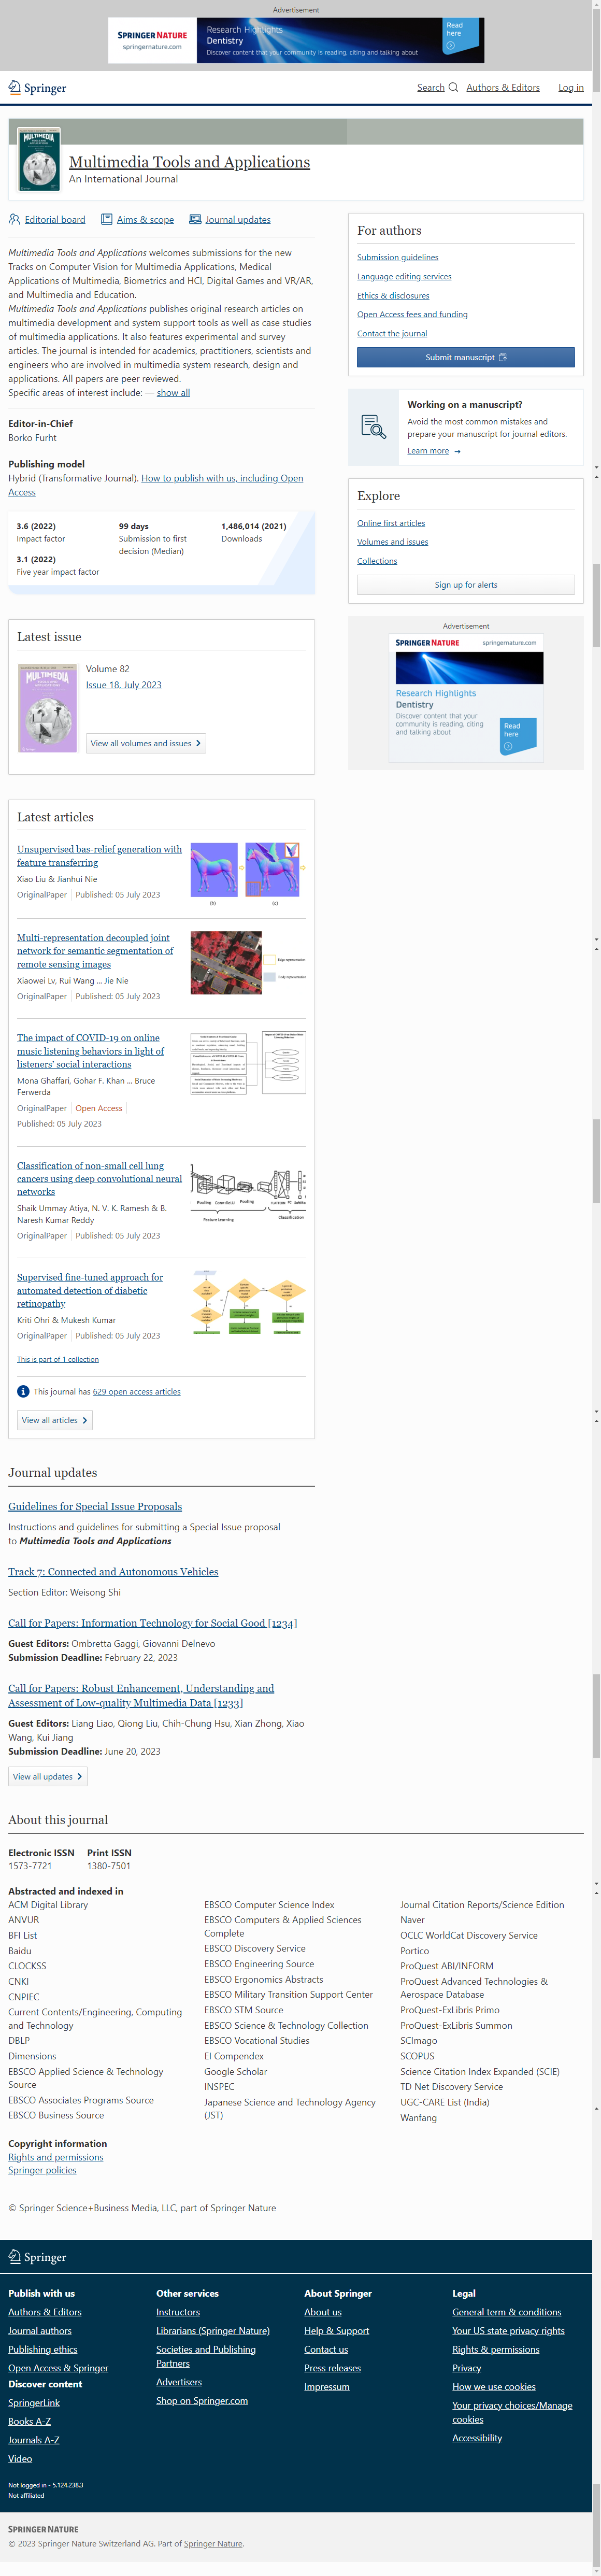 Advertisement
SPRINGER NATURE
springernature.com
Research Highlights
Dentistry
Discover content that your community is reading, citing and talking about
Read
here
Springer
Search
Authors & Editors
Log in
MULTIMEDIA
Multimedia Tools and Applications
An International Journal
Editorial board
Aims & scope
Journal updates
Multimedia Tools and Applications welcomes submissions for the new
Tracks on Computer Vision for Multimedia Applications, Medical
Applications of Multimedia, Biometrics and HCI, Digital Games and VR/AR,
and Multimedia and Education.
Multimedia Tools and Applications publishes original research articles on
multimedia development and system support tools as well as case studies
of multimedia applications. It also features experimental and survey
articles. The journal is intended for academics, practitioners, scientists and
engineers who are involved in multimedia system research, design and
applications. All papers are peer reviewed.
Specific areas of interest include: — show all
Editor-in-Chief
Borko Furht
Publishing model
Hybrid (Transformative Journal). How to publish with us, including Open
Access
3.6 (2022)
Impact factor
3.1 (2022)
Five year impact factor
99 days
Submission to first
decision (Median)
1,486,014 (2021)
Downloads
For authors
Submission guidelines
Language editing services
Ethics & disclosures
Open Access fees and funding
Contact the journal
Submit manuscript
Working on a manuscript?
Avoid the most common mistakes and
prepare your manuscript for journal editors.
Learn more →
Explore
Online first articles
Volumes and issues
Collections
Sign up for alerts
Advertisement
SPRINGER NATURE
springernature.com
Research Highlights
Dentistry
Discover content that your
community is reading, citing
and talking about
Read
here
Latest issue
MULTIMEDIA
Volume 82
Issue 18, July 2023
View all volumes and issues
Latest articles
Unsupervised bas-relief generation with
feature transferring
Xiao Liu & Jianhui Nie
OriginalPaper
Published: 05 July 2023
(b)
(c)
Multi-representation decoupled joint
network for semantic segmentation of
remote sensing images
Xiaowei Lv, Rui Wang ... Jie Nie
OriginalPaper
Published: 05 July 2023
Edge representation
Body representation
The impact of COVID-19 on online
music listening behaviors in light of
listeners' social interactions
Mona Ghaffari, Gohar F. Khan ... Bruce
Ferwerda
OriginalPaper
Open Access
Published: 05 July 2023
Classification of non-small cell lung
cancers using deep convolutional neural
networks
Shaik Ummay Atiya, N. V. K. Ramesh & B.
Naresh Kumar Reddy
OriginalPaper
Published: 05 July 2023
Pooling
Pooling
Feature Learning
Classification
Supervised fine-tuned approach for
automated detection of diabetic
retinopathy
Kriti Ohri & Mukesh Kumar
OriginalPaper
Published: 05 July 2023
This is part of 1 collection
This journal has 629 open access articles
View all articles
Journal updates
Guidelines for Special Issue Proposals
Instructions and guidelines for submitting a Special Issue proposal
to Multimedia Tools and Applications
Track 7: Connected and Autonomous Vehicles
Section Editor: Weisong Shi
Call for Papers: Information Technology for Social Good [1234]
Guest Editors: Ombretta Gaggi, Giovanni Delnevo
Submission Deadline: February 22, 2023
Call for Papers: Robust Enhancement, Understanding and
Assessment of Low-quality Multimedia Data [1233]
Guest Editors: Liang Liao, Qiong Liu, Chih-Chung Hsu, Xian Zhong, Xiao
Wang, Kui Jiang
Submission Deadline: June 20, 2023
View all updates
About this journal
Electronic ISSN
1573-7721
Print ISSN
1380-7501
Abstracted and indexed in
ACM Digital Library
ANVUR
BFI List
Baidu
CLOCKSS
CNKI
CNPIEC
Current Contents/Engineering, Computing
and Technology
DBLP
Dimensions
EBSCO Applied Science & Technology
Source
EBSCO Associates Programs Source
EBSCO Business Source
EBSCO Computer Science Index
EBSCO Computers & Applied Sciences
Complete
EBSCO Discovery Service
EBSCO Engineering Source
EBSCO Ergonomics Abstracts
EBSCO Military Transition Support Center
EBSCO STM Source
EBSCO Science & Technology Collection
EBSCO Vocational Studies
EI Compendex
Google Scholar
INSPEC
Japanese Science and Technology Agency
(JST)
Journal Citation Reports/Science Edition
Naver
OCLC WorldCat Discovery Service
Portico
ProQuest ABI/INFORM
ProQuest Advanced Technologies &
Aerospace Database
ProQuest-ExLibris Primo
ProQuest-ExLibris Summon
SCImago
SCOPUS
Science Citation Index Expanded (SCIE)
TD Net Discovery Service
UGC-CARE List (India)
Wanfang
Copyright information
Rights and permissions
Springer policies
© Springer Science+Business Media, LLC, part of Springer Nature
Springer
Publish with us
Authors & Editors
Journal authors
Publishing ethics
Open Access & Springer
Discover content
SpringerLink
Books A-Z
Journals A-Z
Video
Other services
Instructors
Librarians (Springer Nature)
Societies and Publishing
Partners
Advertisers
Shop on Springer.com
About Springer
About us
Help & Support
Contact us
Press releases
Impressum
Legal
General term & conditions
Your US state privacy rights
Rights & permissions
Privacy
How we use cookies
Your privacy choices/Manage
cookies
Accessibility
Not logged in - 5.124.238.3
Not affiliated
SPRINGER NATURE
© 2023 Springer Nature Switzerland AG. Part of Springer Nature.